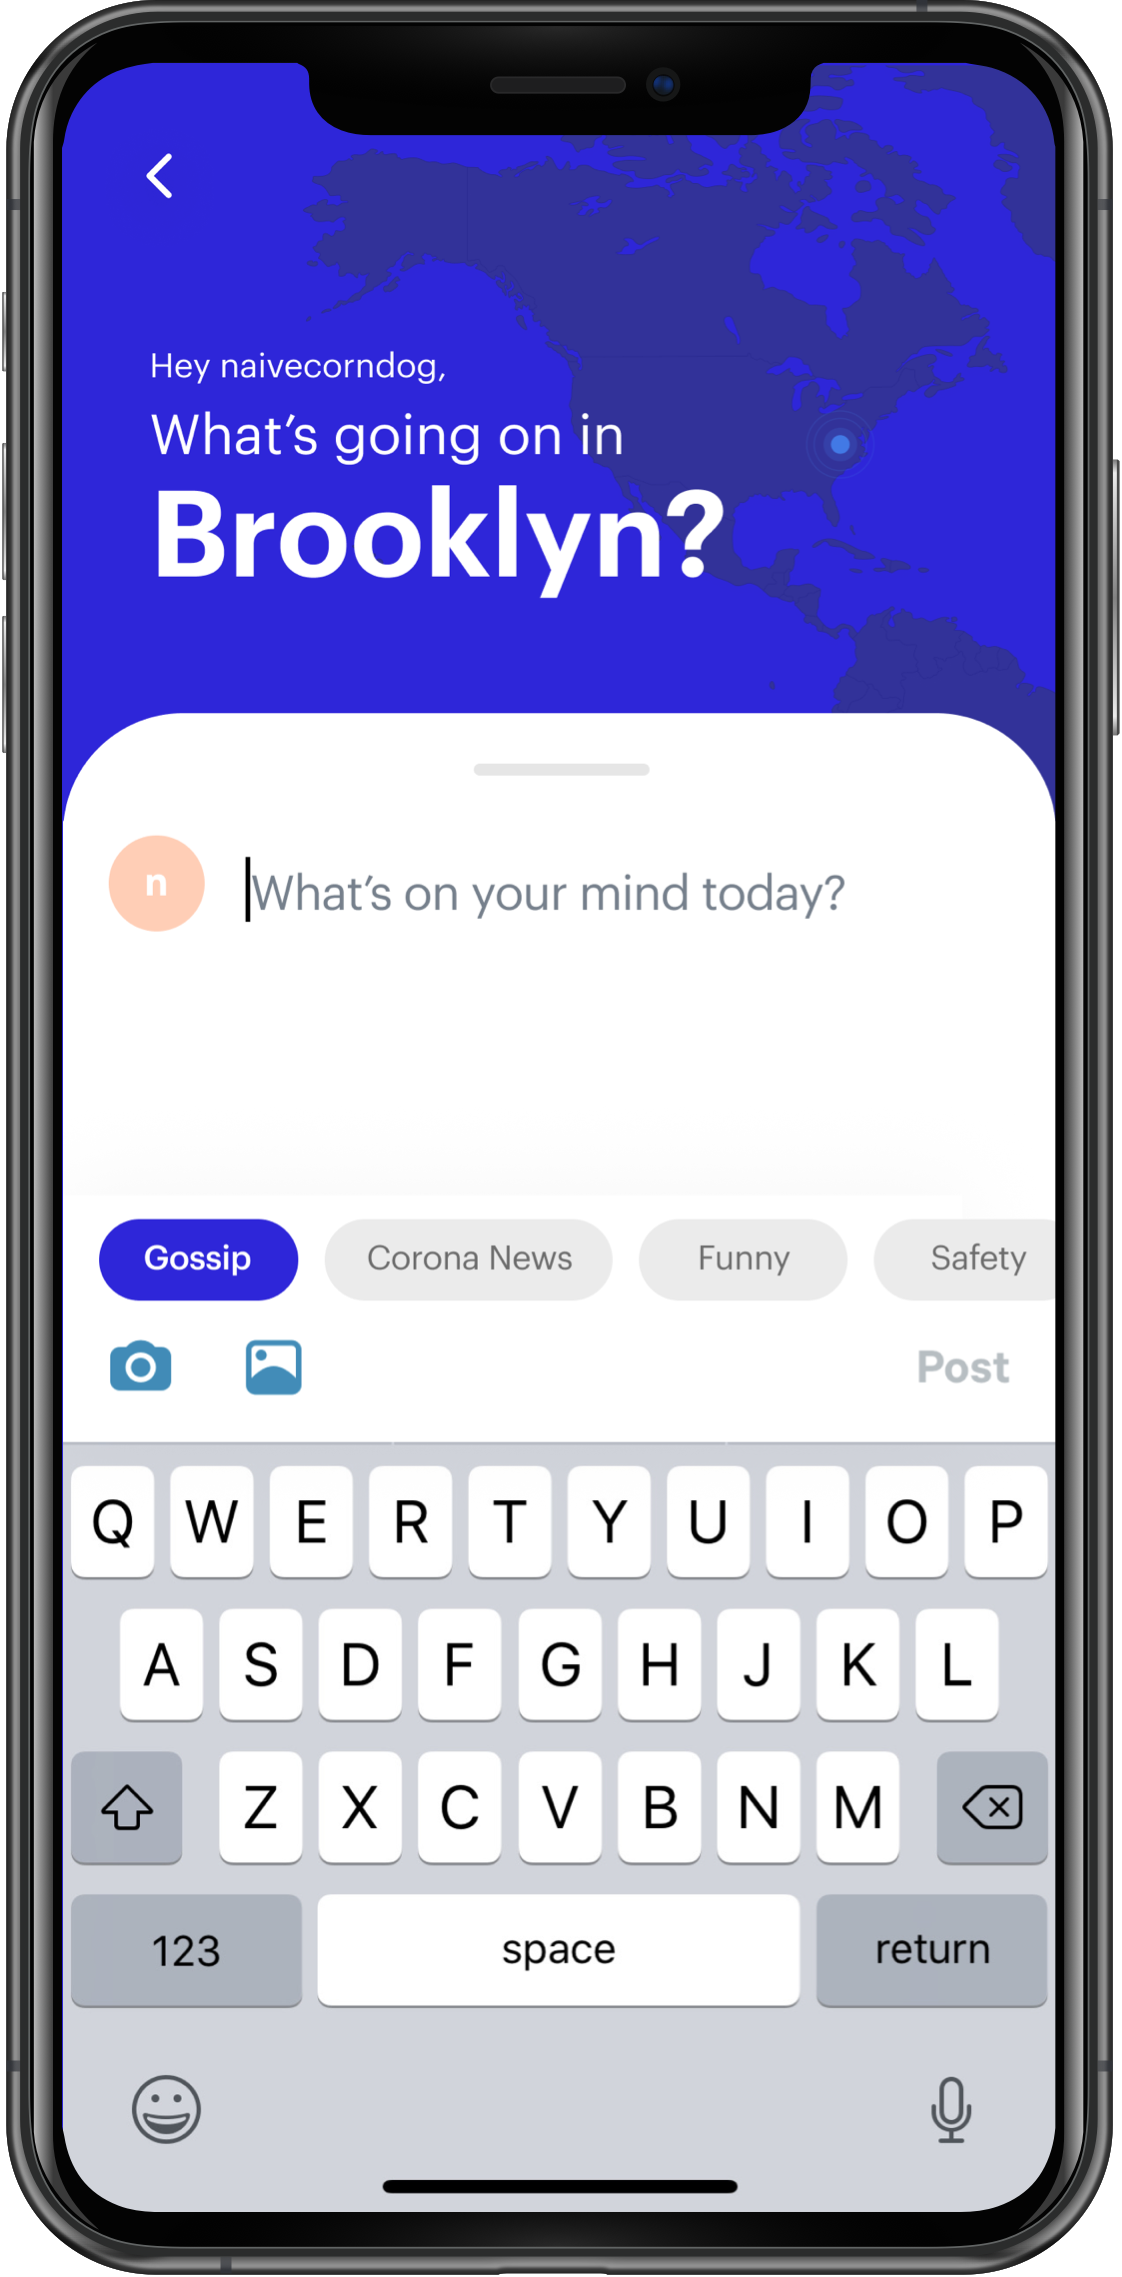 Hey naivecorndog,
What’s going on in
Brooklyn?
n
What’s on your mind today?
Gossip Corona News Funny Safety
Post
Q W E R T Y U I O P
A S D F G H J K L
Z X C V B N M
123 space return